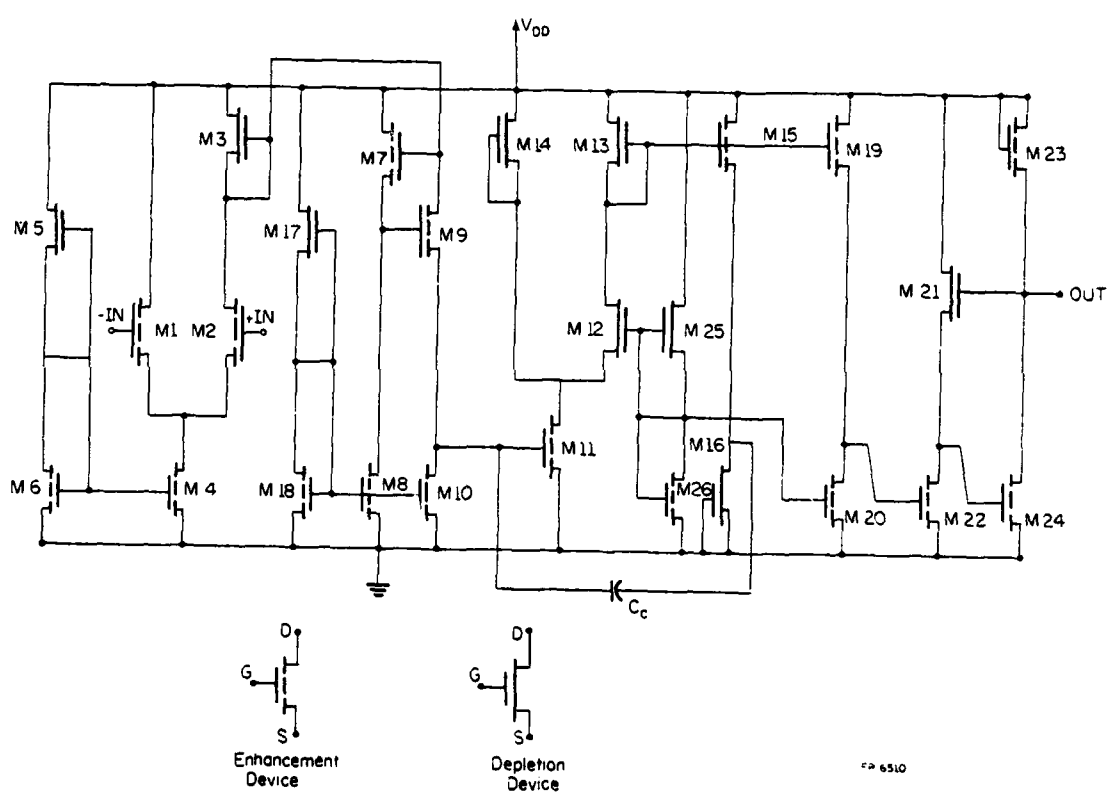 VDD
M3
M7
M14
M13
M15
M19
M23
M5
M17
M9
M21
OUT
-IN
M1
M2
+IN
M12
M25
M16
M6
M4
M18
M8
M10
M11
M26
M20
M22
M24
Cc
D
G
S
Enhancement
Device
D
G
S
Depletion
Device